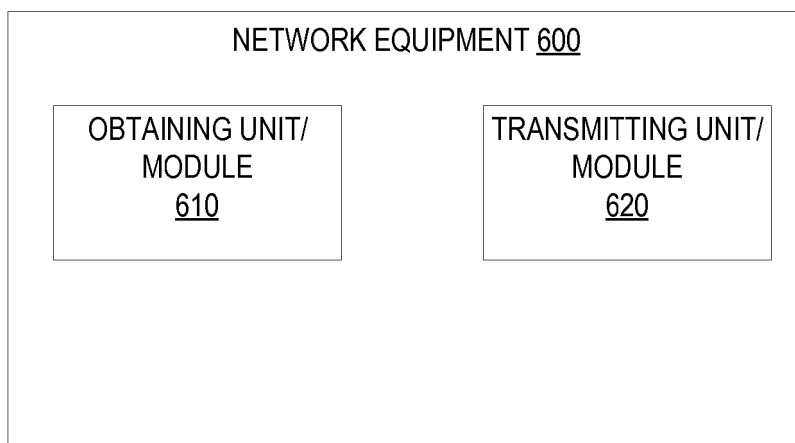 NETWORK EQUIPMENT 600
OBTAINING UNIT/
MODULE
610
TRANSMITTING UNIT/
MODULE
620